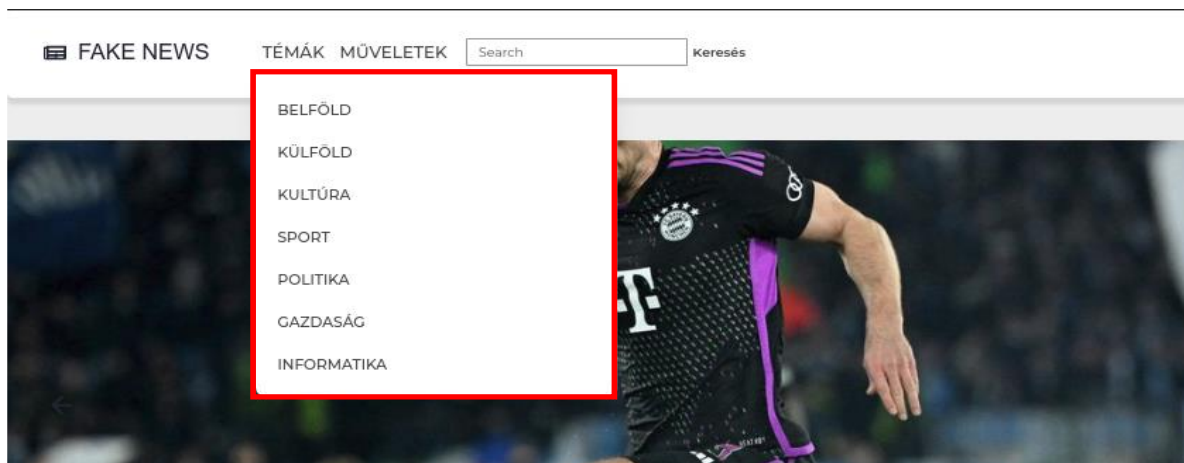 FAKE NEWS TÉMÁK MŰVELETEK Search Keresés
BELFÖLD
KÜLFÖLD
KULTÚRA
SPORT
POLITIKA
GAZDASÁG
INFORMATIKA
T